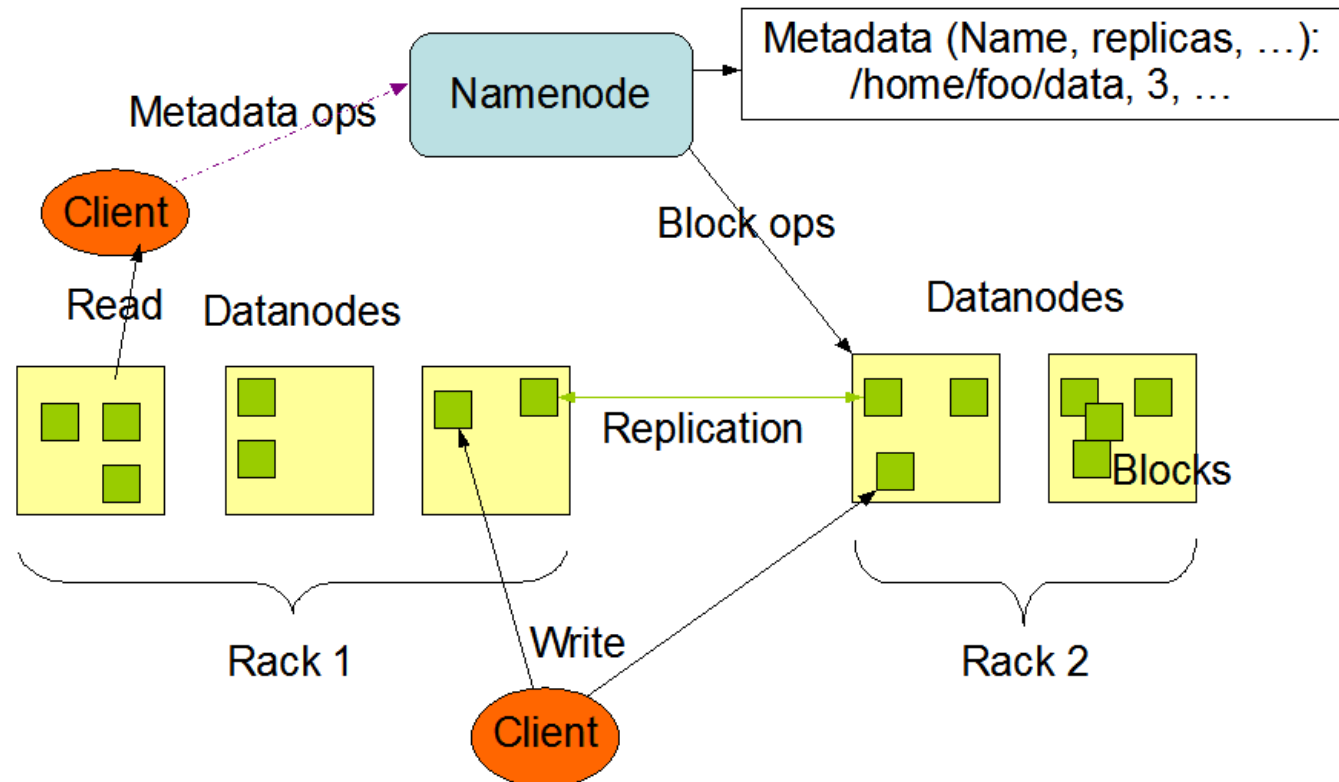 Metadata (Name, replicas, …):
/home/foo/data, 3, …
Namenode
Metadata ops
Client
Block ops
Read
Datanodes
Datanodes
Replication
Blocks
Rack 1
Write
Rack 2
Client